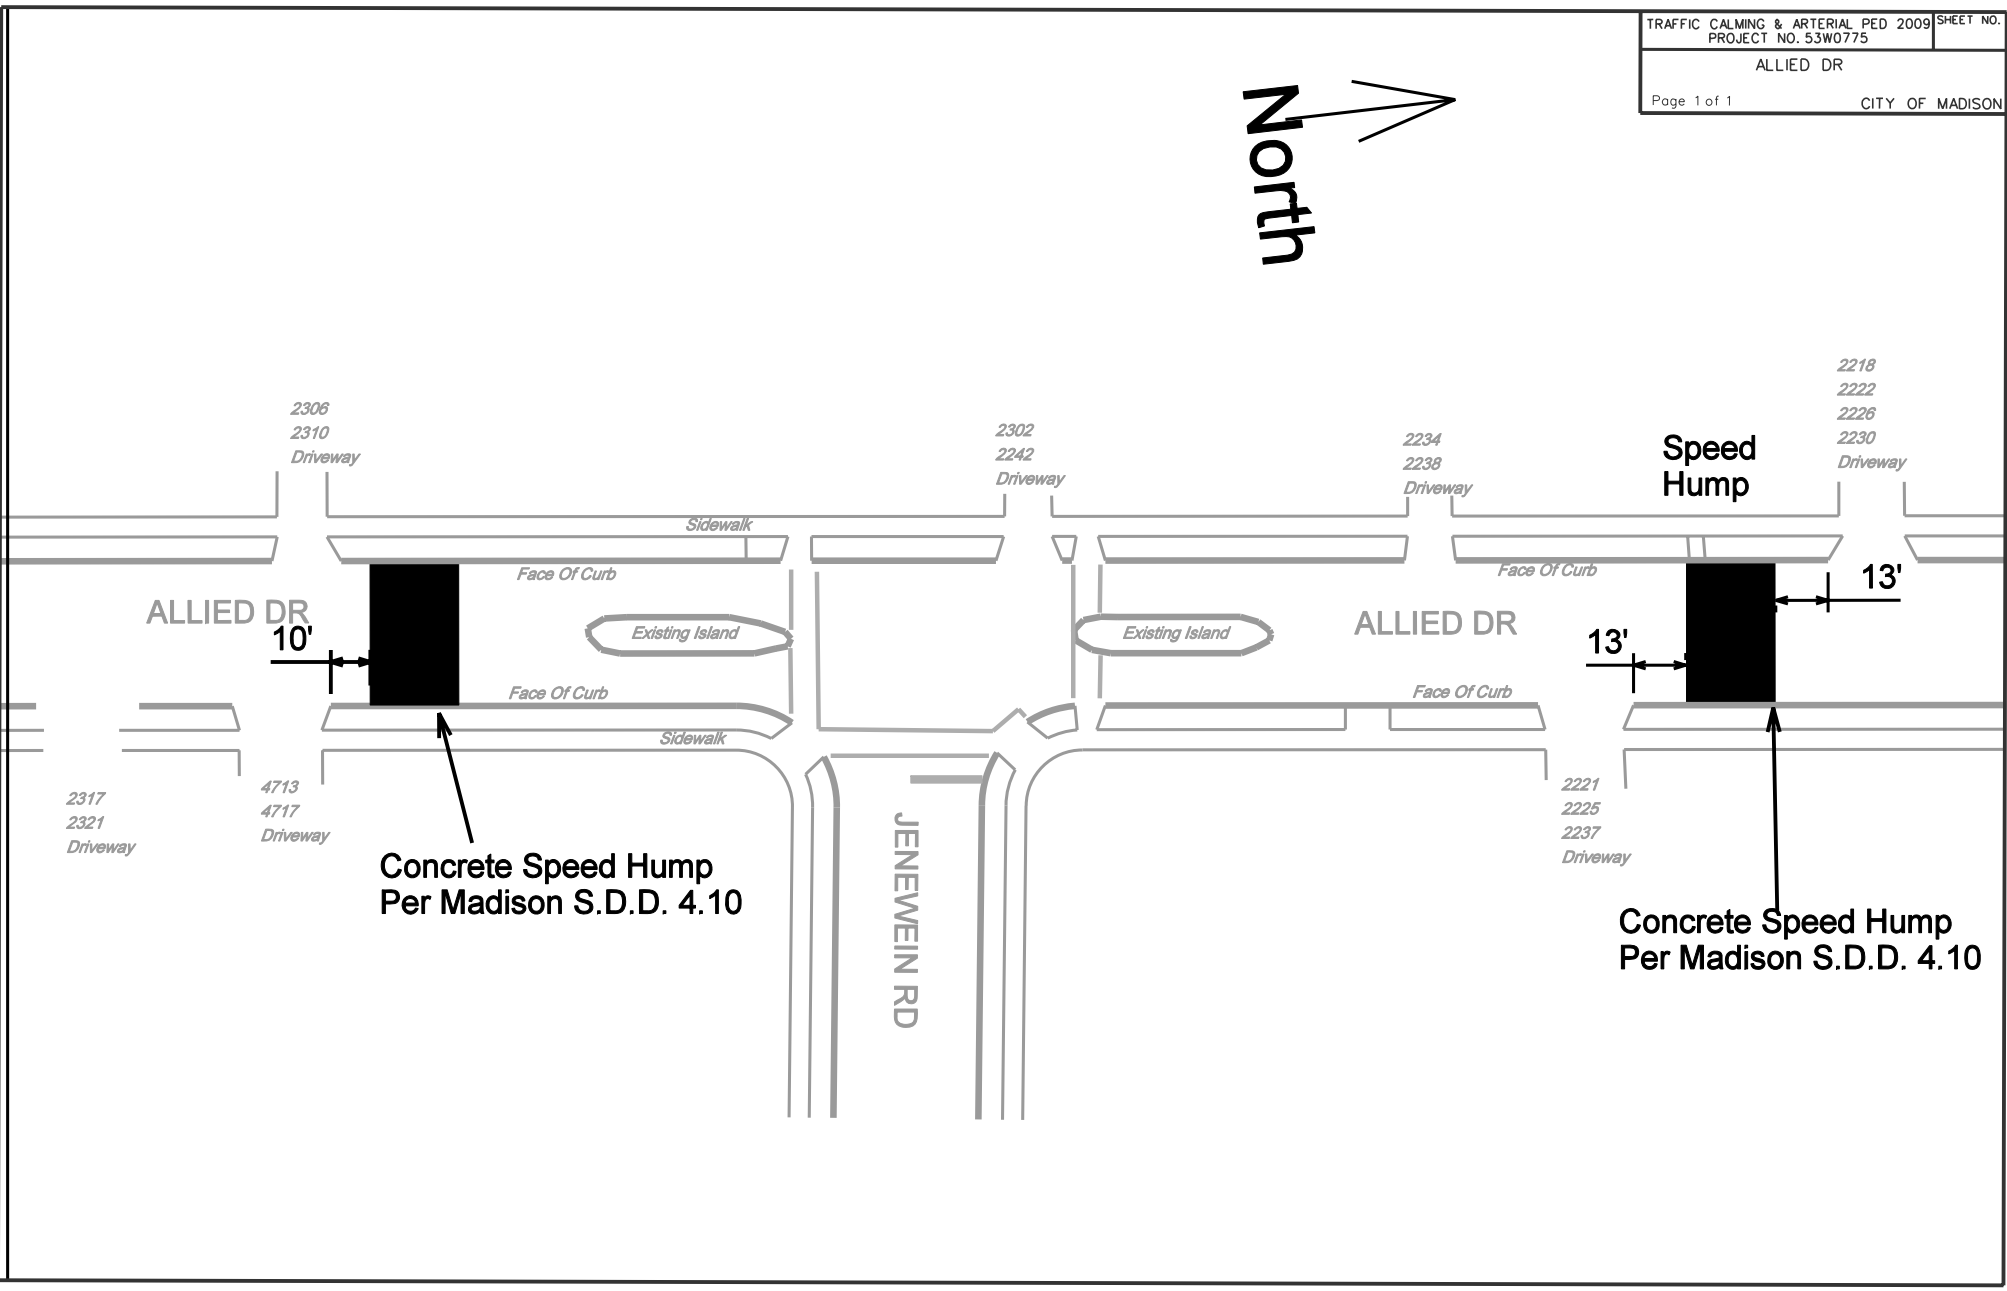 TRAFFIC CALMING & ARTERIAL PED 2009
SHEET NO.
PROJECT NO. 53W0775
ALLIED DR
Page 1 of 1
CITY OF MADISON
North
2306
2310
Driveway
2302
2242
Driveway
2234
2238
Driveway
Speed
Hump
2218
2222
2226
2230
Driveway
Sidewalk
Face Of Curb
Face Of Curb
ALLIED DR
10'
Existing Island
Existing Island
ALLIED DR
13'
13'
Face Of Curb
Face Of Curb
Sidewalk
2317
2321
Driveway
4713
4717
Driveway
Concrete Speed Hump
Per Madison S.D.D. 4.10
JENEWEIN RD
2221
2225
2237
Driveway
Concrete Speed Hump
Per Madison S.D.D. 4.10